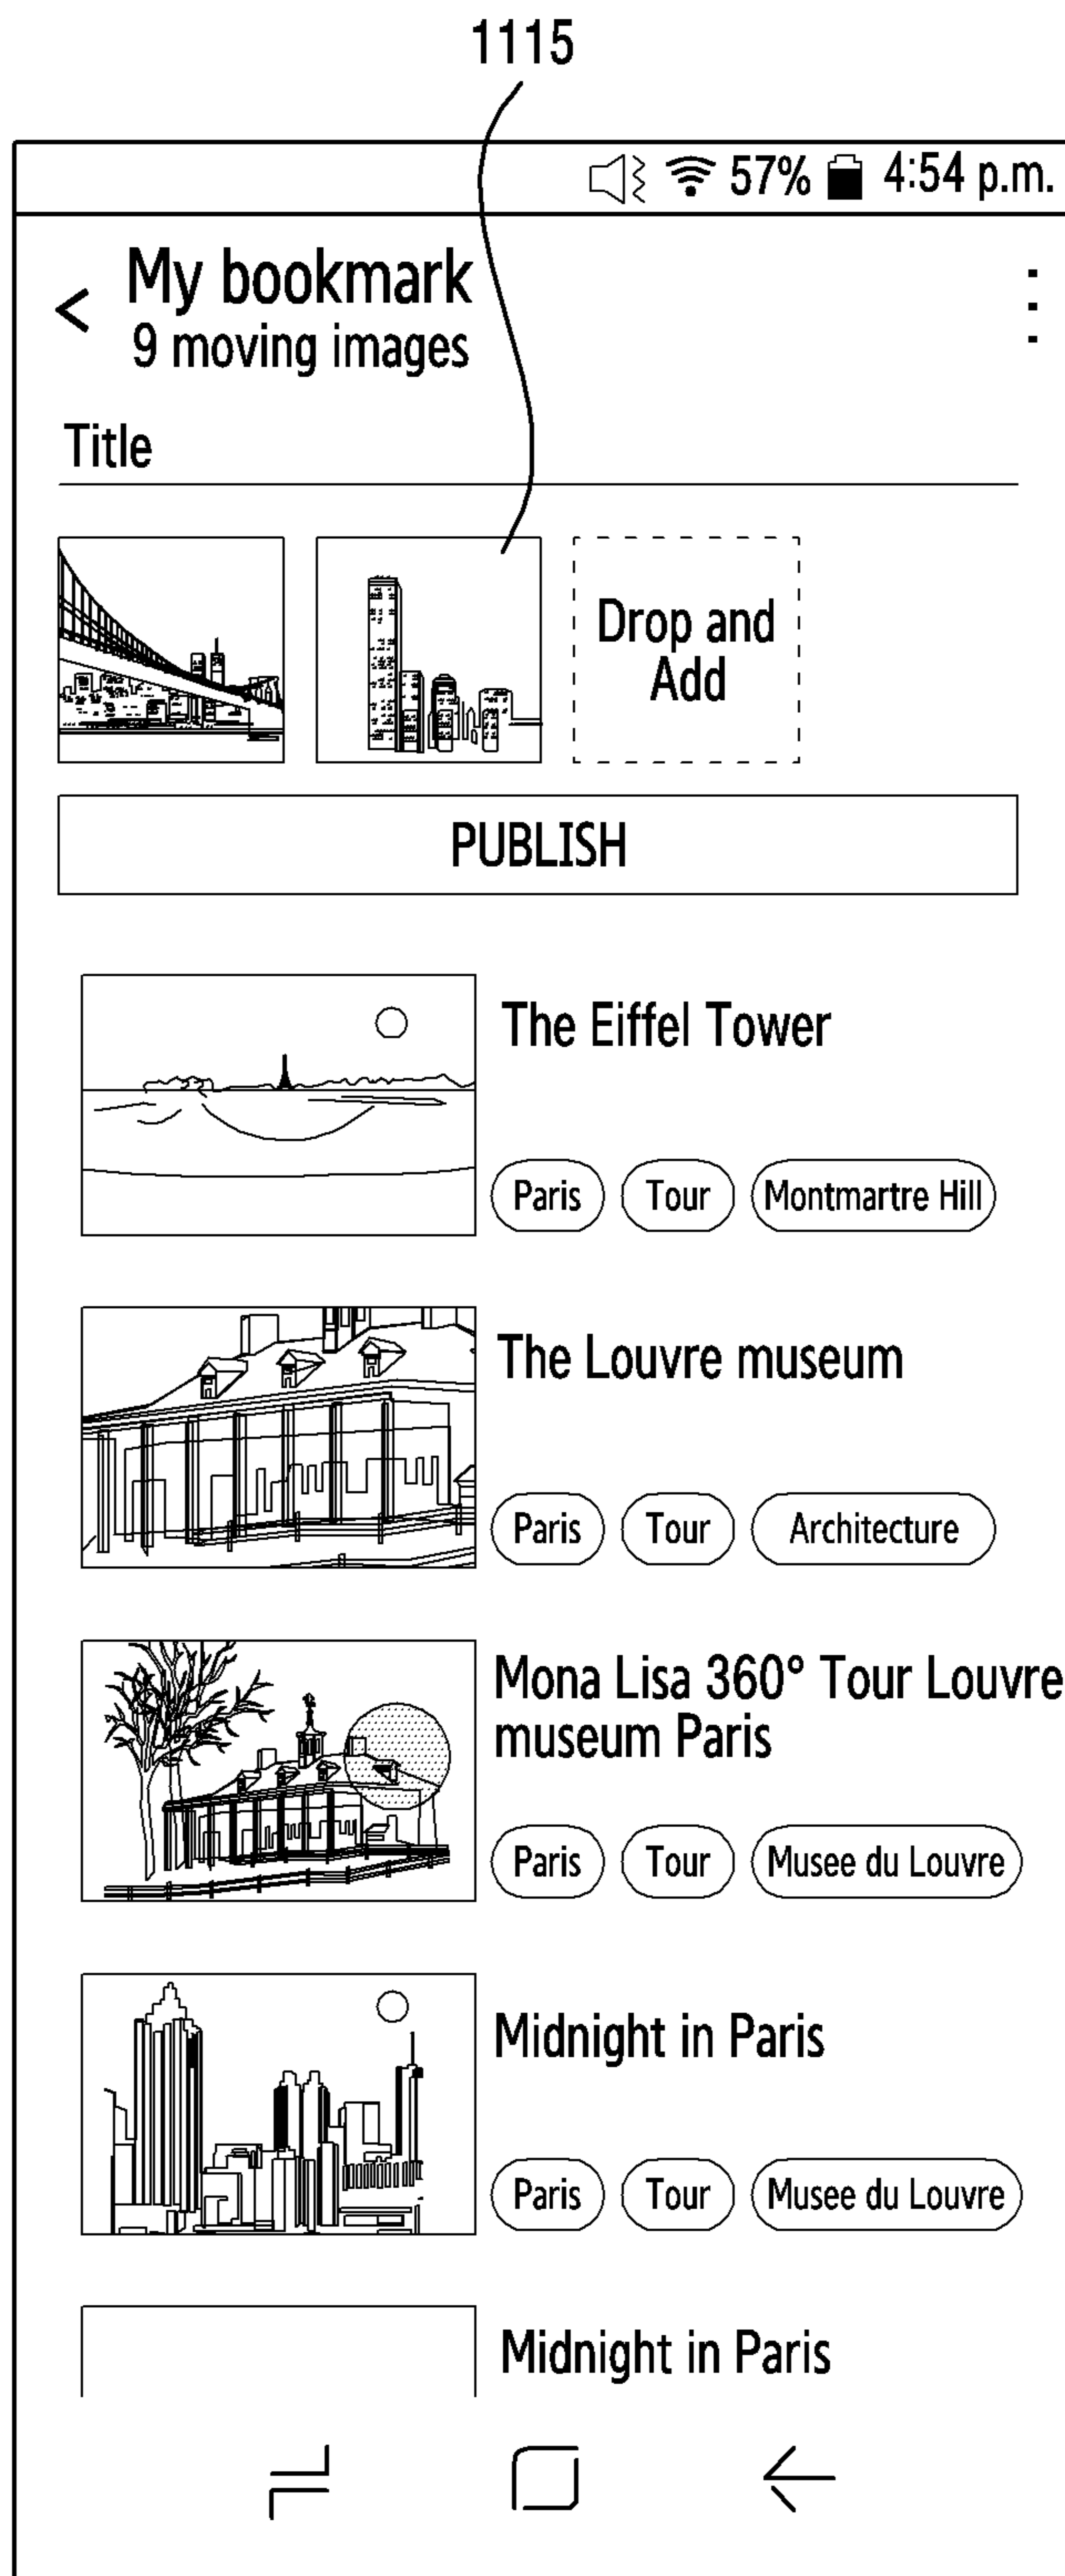 1115
57% 4:54 p.m.
My bookmark
9 moving images
Title
Drop and
Add
PUBLISH
The Eiffel Tower
Paris Tour Montmartre Hill
The Louvre museum
Paris Tour Architecture
Mona Lisa 360° Tour Louvre
museum Paris
Paris Tour Musee du Louvre
Midnight in Paris
Paris Tour Musee du Louvre
Midnight in Paris